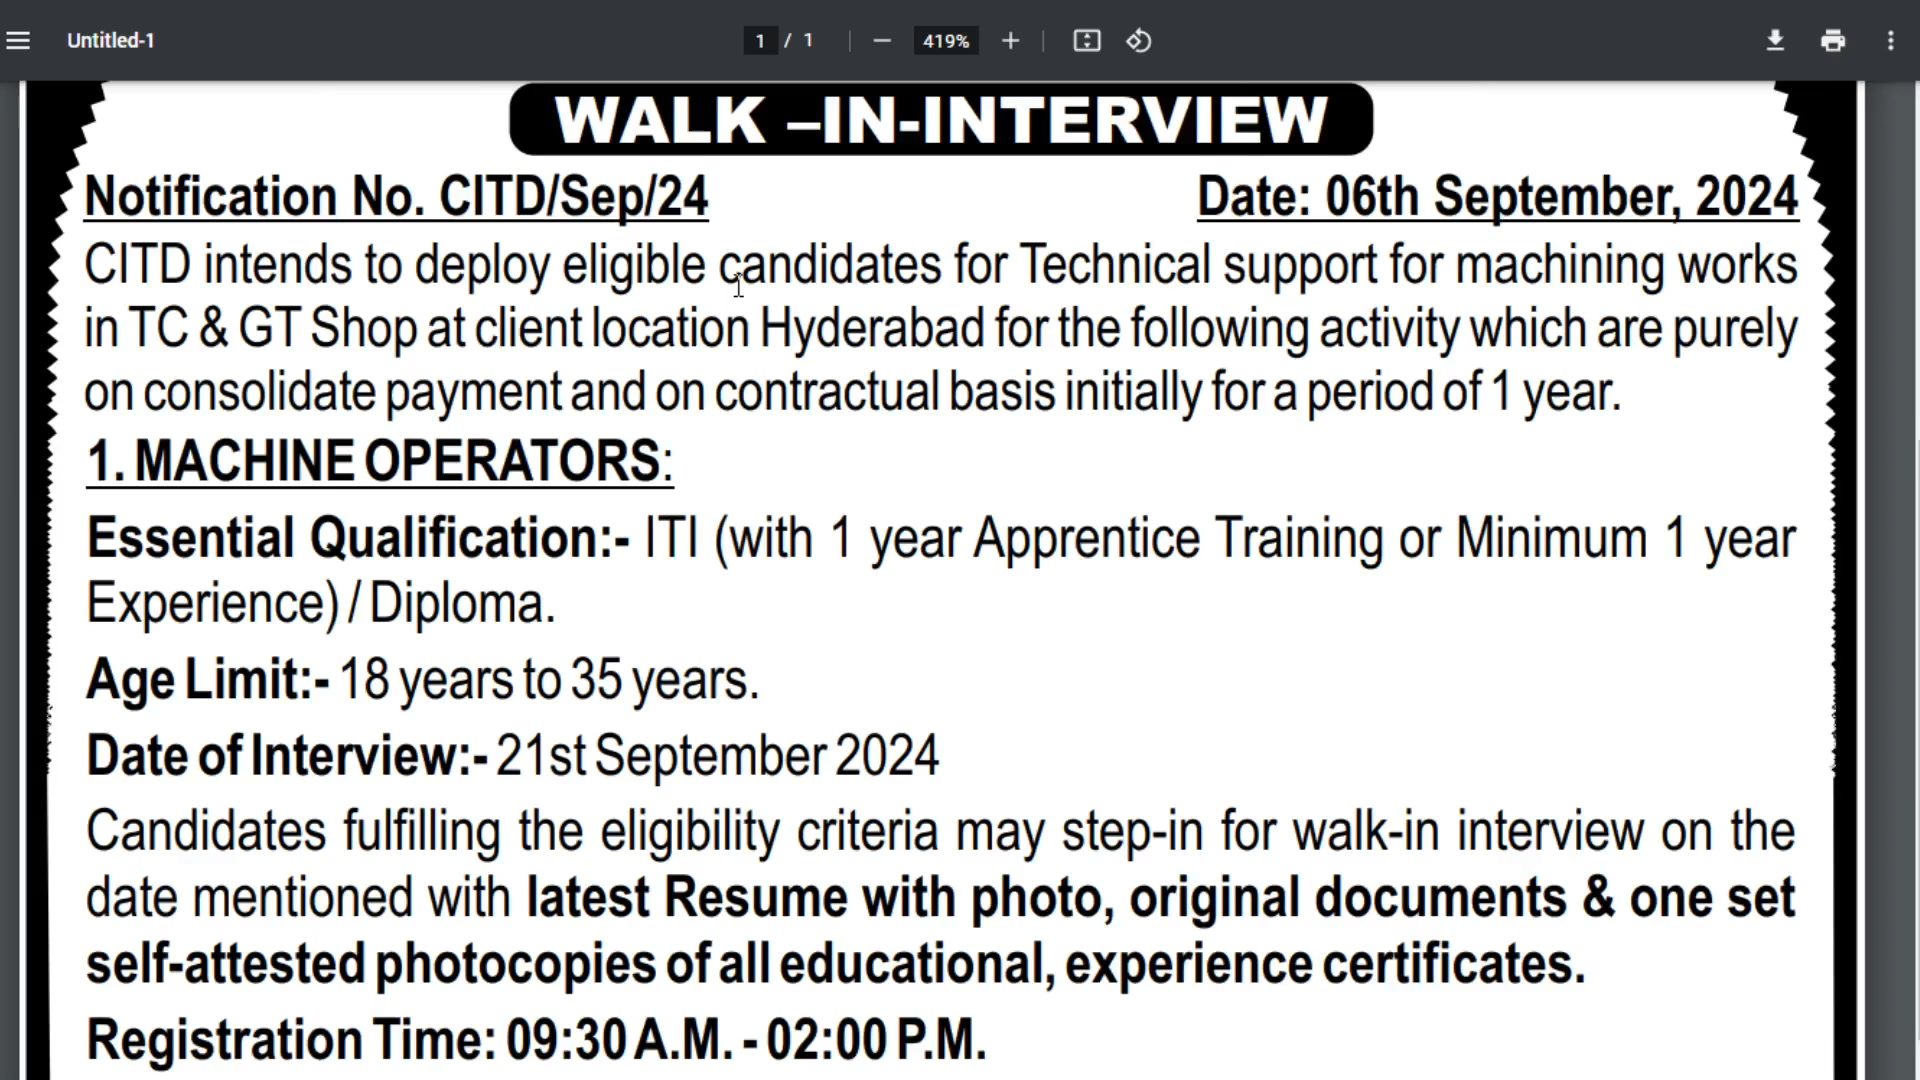 Untitled-1
1 / 1
419%
WALK –IN-INTERVIEW
Notification No. CITD/Sep/24 Date: 06th September, 2024
CITD intends to deploy eligible candidates for Technical support for machining works
in TC & GT Shop at client location Hyderabad for the following activity which are purely
on consolidate payment and on contractual basis initially for a period of 1 year.
1. MACHINE OPERATORS:
Essential Qualification:- ITI (with 1 year Apprentice Training or Minimum 1 year
Experience) / Diploma.
Age Limit:- 18 years to 35 years.
Date of Interview:- 21st September 2024
Candidates fulfilling the eligibility criteria may step-in for walk-in interview on the
date mentioned with latest Resume with photo, original documents & one set
self-attested photocopies of all educational, experience certificates.
Registration Time: 09:30 A.M. - 02:00 P.M.